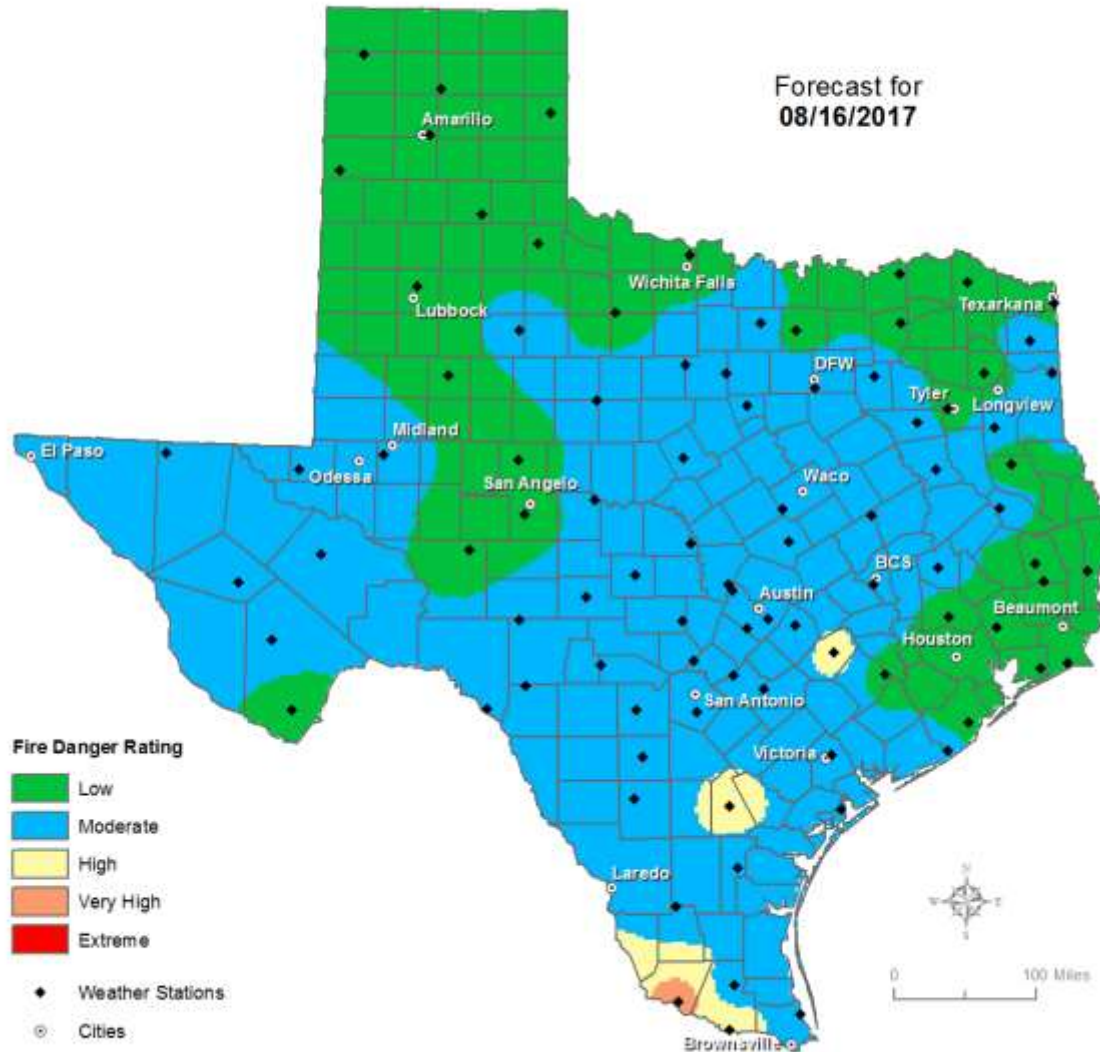 Forecast for
08/16/2017
Amarillo
Wichita Falls
Lubbock
Texarkana
DFW
Tyler
Longview
Midland
El Paso
Odessa
San Angelo
Waco
BCS
Austin
Beaumont
Houston
San Antonio
Victoria
Laredo
Brownsville
Fire Danger Rating
Low
Moderate
High
Very High
Extreme
Weather Stations
Cities
N
W
E
S
0
100 Miles